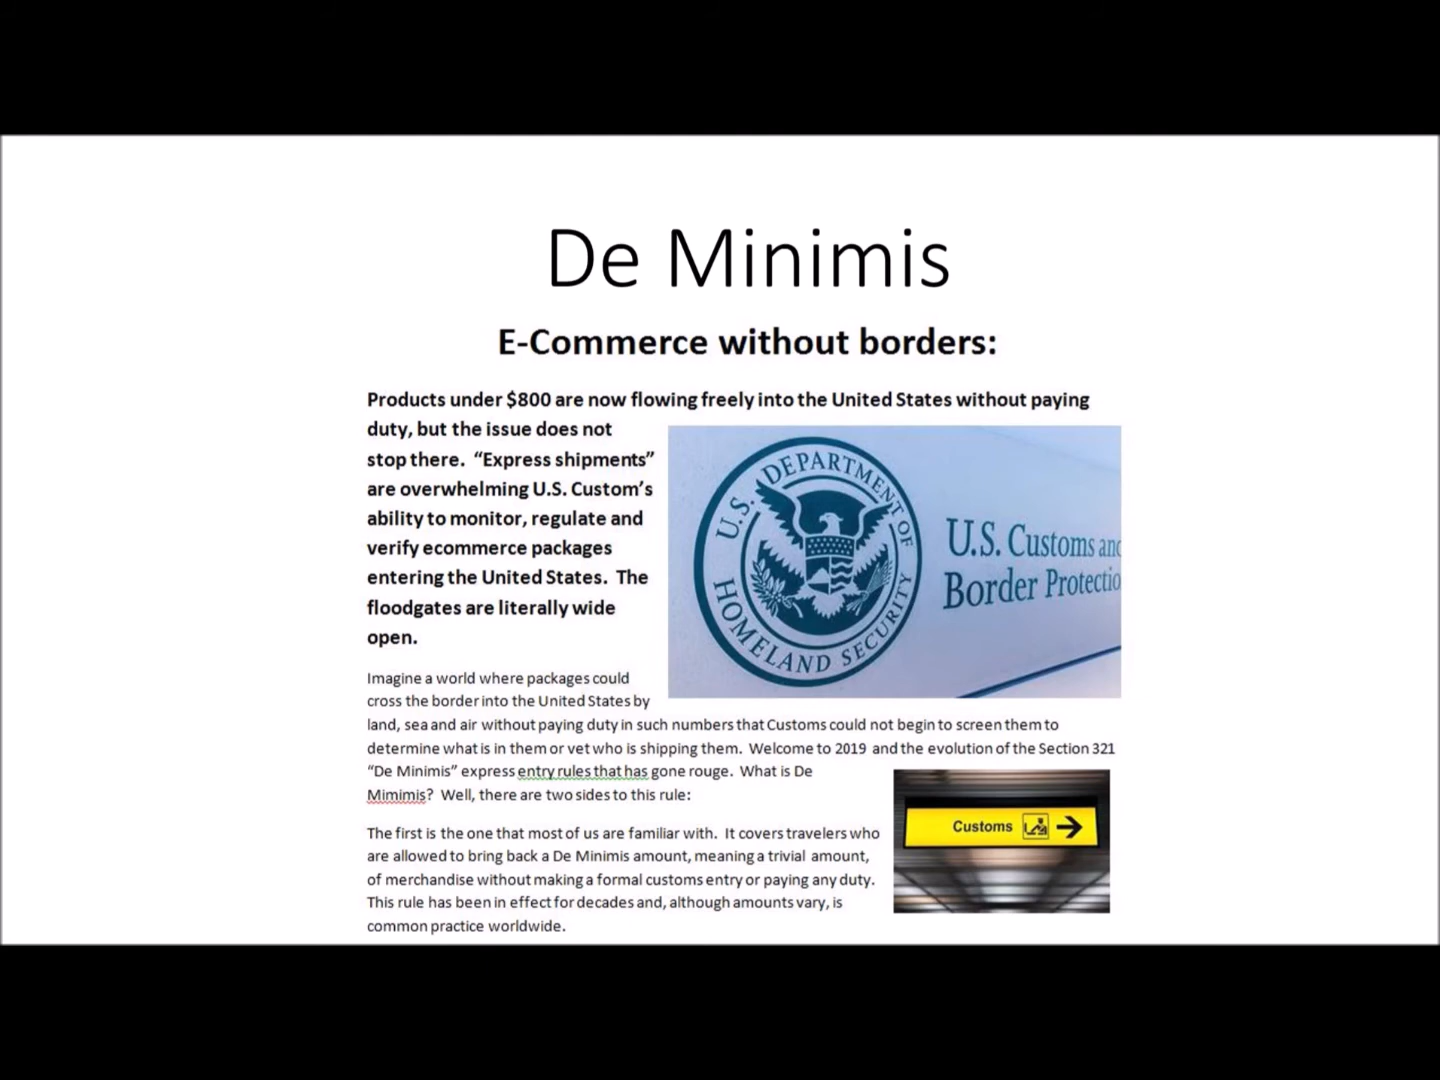 De Minimis
E-Commerce without borders:
Products under $800 are now flowing freely into the United States without paying
duty, but the issue does not
stop there. “Express shipments”
are overwhelming U.S. Custom’s
ability to monitor, regulate and
verify ecommerce packages
entering the United States. The
floodgates are literally wide
open.
U.S. DEPARTMENT OF
HOMELAND SECURITY
U.S. Customs and
Border Protectio
Imagine a world where packages could
cross the border into the United States by
land, sea and air without paying duty in such numbers that Customs could not begin to screen them to
determine what is in them or vet who is shipping them. Welcome to 2019 and the evolution of the Section 321
“De Minimis” express entry rules that has gone rouge. What is De
Mimimis? Well, there are two sides to this rule:
Customs
The first is the one that most of us are familiar with. It covers travelers who
are allowed to bring back a De Minimis amount, meaning a trivial amount,
of merchandise without making a formal customs entry or paying any duty.
This rule has been in effect for decades and, although amounts vary, is
common practice worldwide.